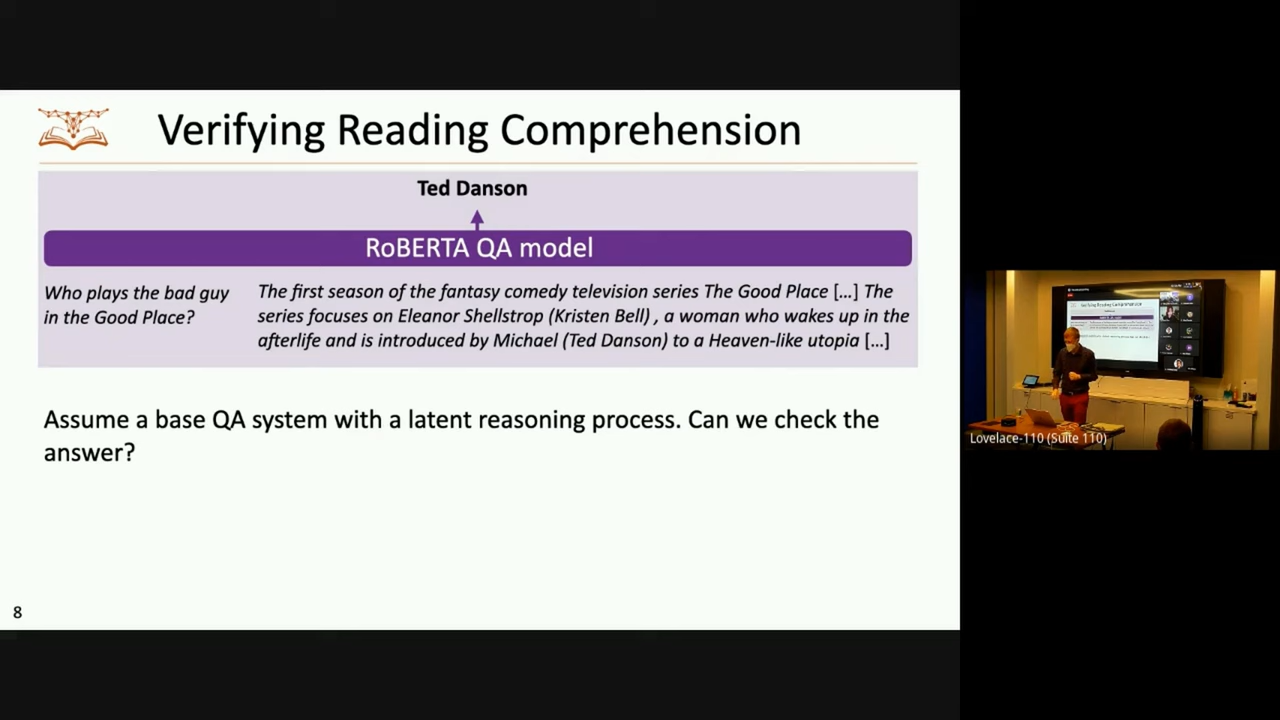 Verifying Reading Comprehension
Ted Danson
RoBERTA QA model
Who plays the bad guy
in the Good Place?
The first season of the fantasy comedy television series The Good Place […] The
series focuses on Eleanor Shellstrop (Kristen Bell) , a woman who wakes up in the
afterlife and is introduced by Michael (Ted Danson) to a Heaven-like utopia […]
Assume a base QA system with a latent reasoning process. Can we check the
answer?
8
Verifying Reading Comprehension
Lovelace-110 (Suite 110)